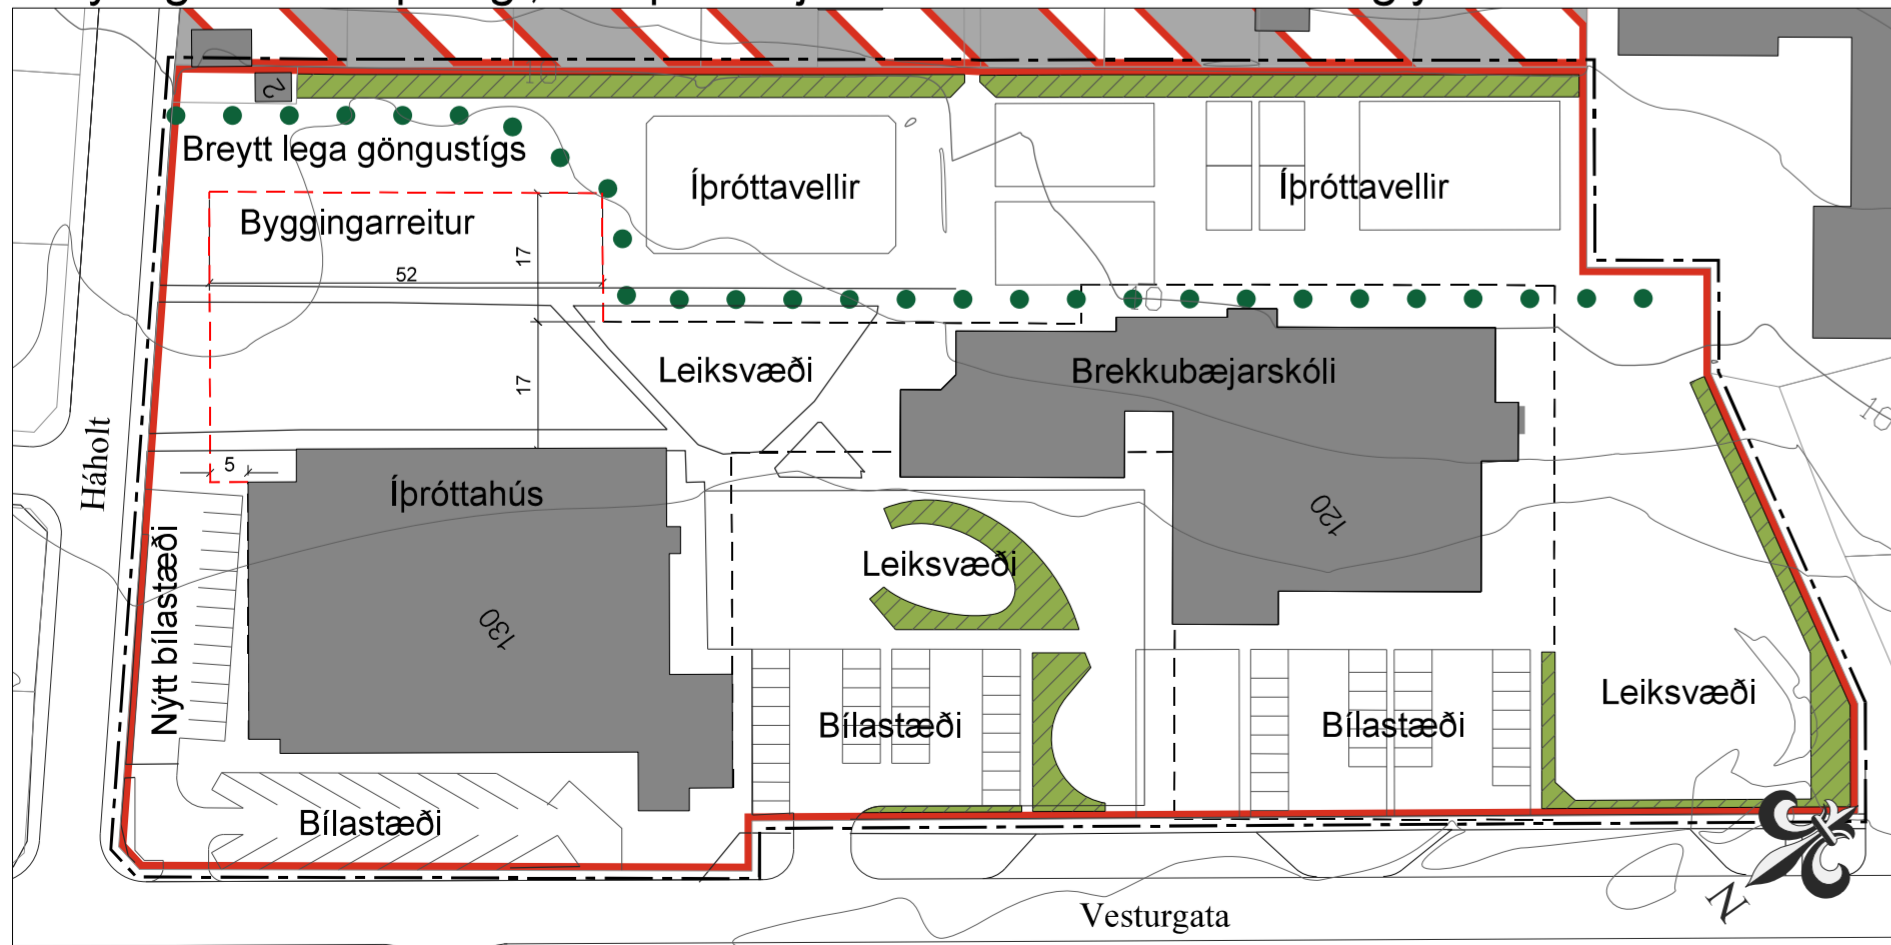 2
Breytt lega göngustígs
Íþróttavellir
Íþróttavellir
Byggingarreitur
17
52
Leiksvæði
Brekkubæjarskóli
17
Háholt
5
Íþróttahús
120
Leiksvæði
Nýtt bílastæði
130
Leiksvæði
Bílastæði
Bílastæði
Bílastæði
N
Vesturgata